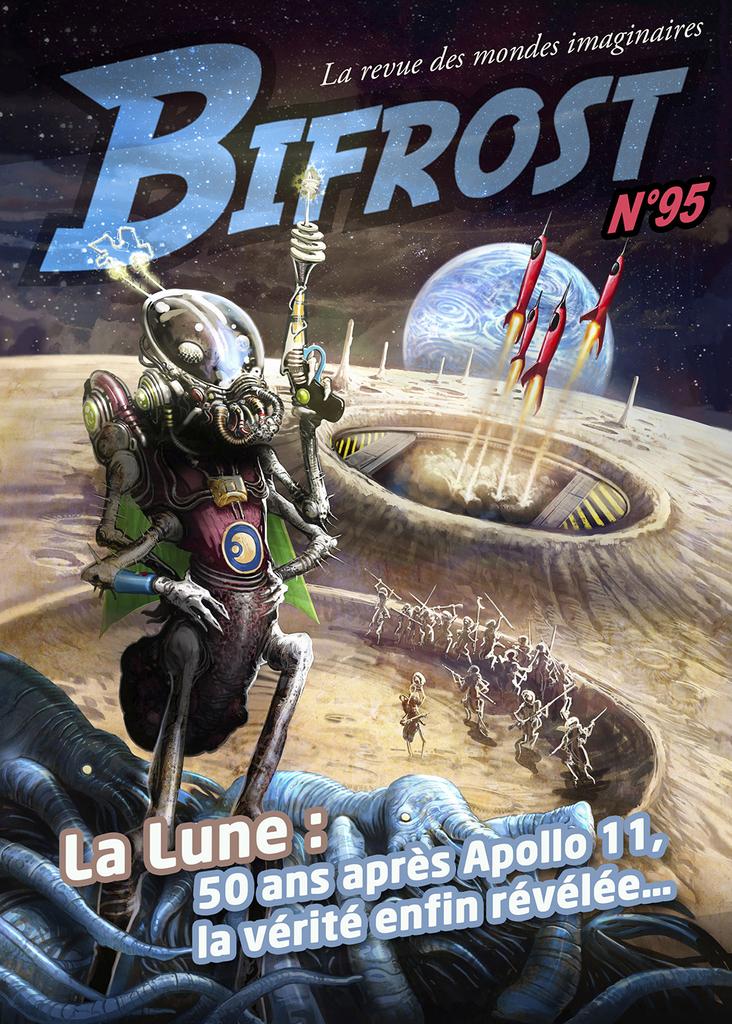 La revue des mondes imaginaires
BIFROST
N°95
La Lune :
50 ans après Apollo 11,
la vérité enfin révélée...